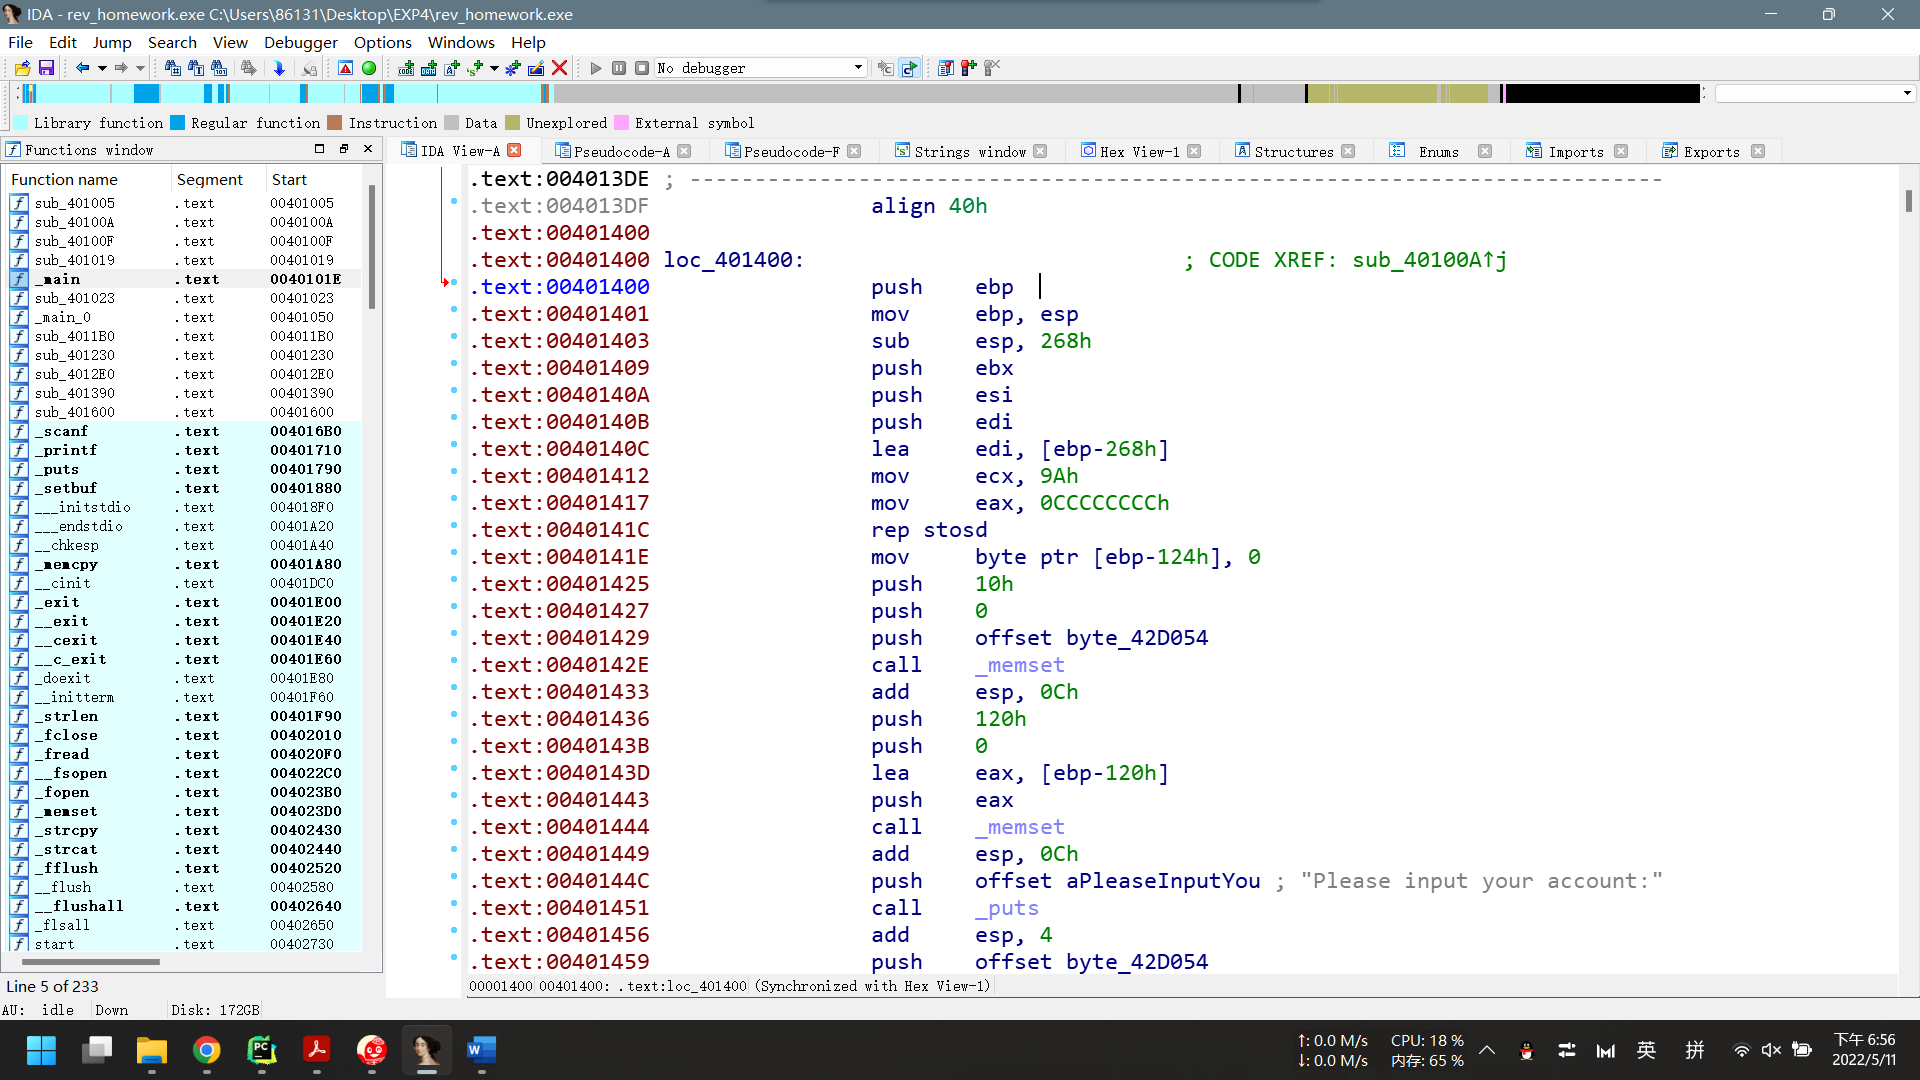 IDA - rev_homework.exe C:\Users\86131\Desktop\EXP4\rev_homework.exe
File Edit Jump Search View Debugger Options Windows Help
No debugger
Library function Regular function Instruction Data Unexplored External symbol
Functions window
IDA View-A Pseudocode-A Pseudocode-F Strings window Hex View-1 Structures Enums Imports Exports
Function name Segment Start
sub_401005 .text 00401005
sub_40100A .text 0040100A
sub_40100F .text 0040100F
sub_401019 .text 00401019
_main .text 0040101E
sub_401023 .text 00401023
_main_0 .text 00401050
sub_4011B0 .text 004011B0
sub_401230 .text 00401230
sub_4012E0 .text 004012E0
sub_401390 .text 00401390
sub_401600 .text 00401600
_scanf .text 004016B0
_printf .text 00401710
_puts .text 00401790
_setbuf .text 00401880
___initstdio .text 004018F0
___endstdio .text 00401A20
__chkesp .text 00401A40
_memcpy .text 00401A80
__cinit .text 00401DC0
_exit .text 00401E00
__exit .text 00401E20
__cexit .text 00401E40
__c_exit .text 00401E60
_doexit .text 00401E80
__initterm .text 00401F60
_strlen .text 00401F90
_fclose .text 00402010
_fread .text 004020F0
__fsopen .text 004022C0
_fopen .text 004023B0
_memset .text 004023D0
_strcpy .text 00402430
_strcat .text 00402440
_fflush .text 00402520
__flush .text 00402580
__flushall .text 00402640
_flsall .text 00402650
start .text 00402730
Line 5 of 233
.text:004013DE ; ---------------------------------------------------------------------------
.text:004013DF align 40h
.text:00401400
.text:00401400 loc_401400: ; CODE XREF: sub_40100A↑j
.text:00401400 push ebp
.text:00401401 mov ebp, esp
.text:00401403 sub esp, 268h
.text:00401409 push ebx
.text:0040140A push esi
.text:0040140B push edi
.text:0040140C lea edi, [ebp-268h]
.text:00401412 mov ecx, 9Ah
.text:00401417 mov eax, 0CCCCCCCCh
.text:0040141C rep stosd
.text:0040141E mov byte ptr [ebp-124h], 0
.text:00401425 push 10h
.text:00401427 push 0
.text:00401429 push offset byte_42D054
.text:0040142E call _memset
.text:00401433 add esp, 0Ch
.text:00401436 push 120h
.text:0040143B push 0
.text:0040143D lea eax, [ebp-120h]
.text:00401443 push eax
.text:00401444 call _memset
.text:00401449 add esp, 0Ch
.text:0040144C push offset aPleaseInputYou ; "Please input your account:"
.text:00401451 call _puts
.text:00401456 add esp, 4
.text:00401459 push offset byte_42D054
00001400 00401400: .text:loc_401400 (Synchronized with Hex View-1)
AU: idle Down Disk: 172GB
↑: 0.0 M/s CPU: 18 %
↓: 0.0 M/s 内存: 65 %
英 拼
下午 6:56
2022/5/11